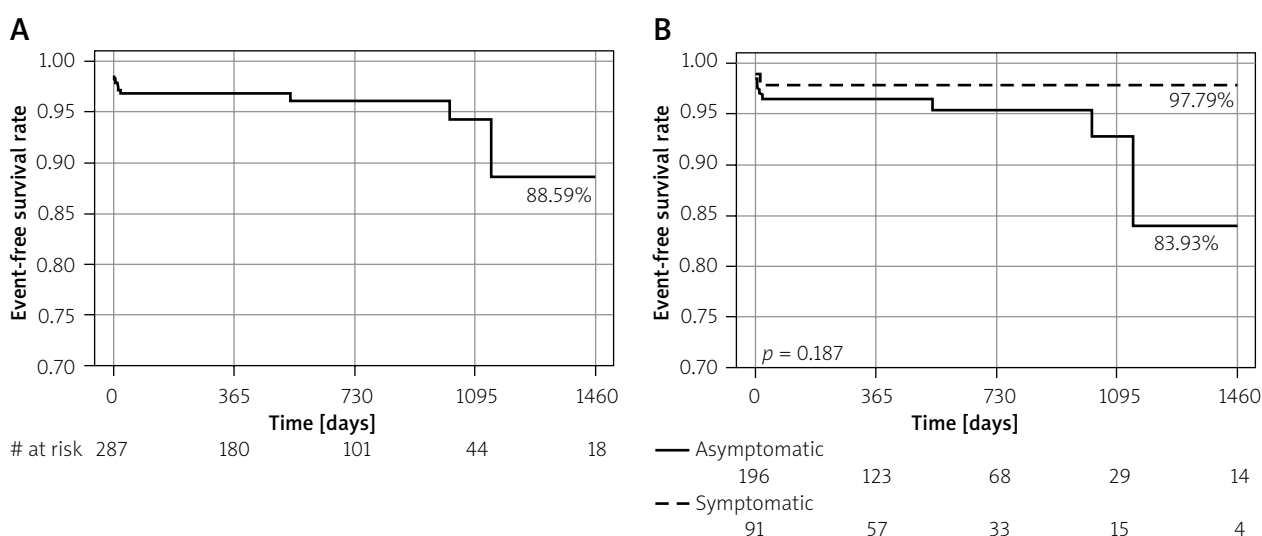 A
Event-free survival rate
1.00
0.95
0.90
0.85
0.80
0.75
0.70
88.59%
0 365 730 1095 1460
Time [days]
# at risk 287 180 101 44 18
B
Event-free survival rate
1.00
0.95
0.90
0.85
0.80
0.75
0.70
97.79%
83.93%
p = 0.187
0 365 730 1095 1460
Time [days]
Asymptomatic
196 123 68 29 14
Symptomatic
91 57 33 15 4